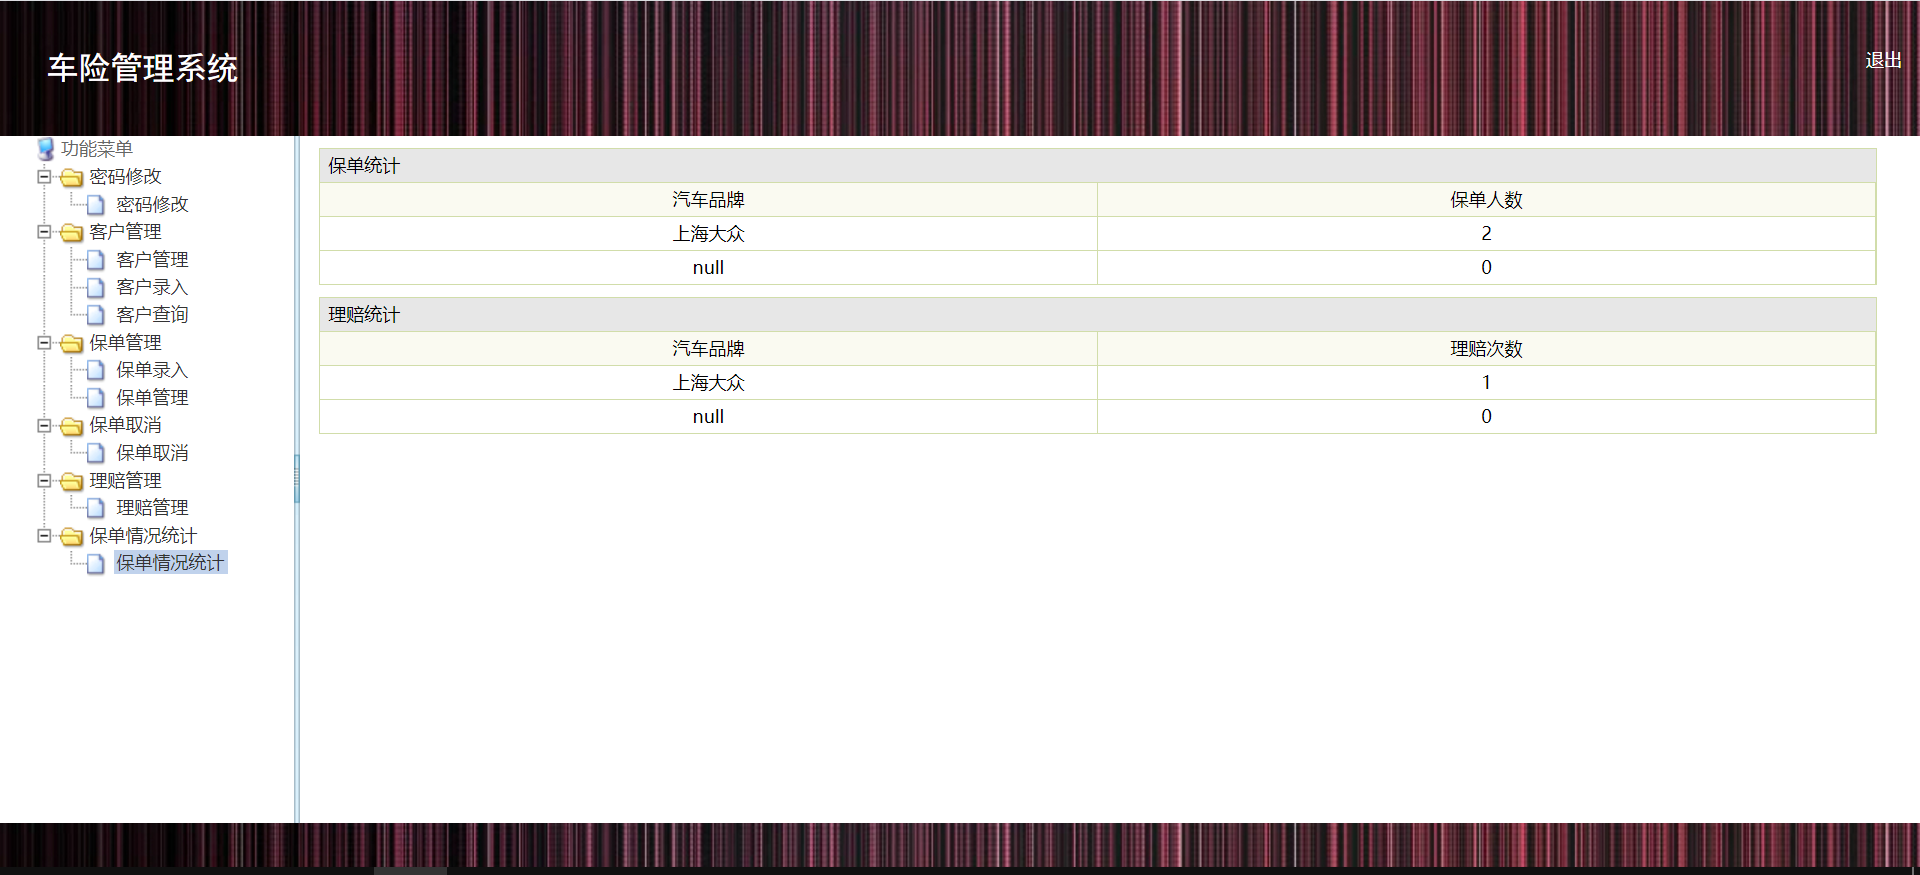 车险管理系统
退出
功能菜单
密码修改
密码修改
客户管理
客户管理
客户录入
客户查询
保单管理
保单录入
保单管理
保单取消
保单取消
理赔管理
理赔管理
保单情况统计
保单情况统计
保单统计
汽车品牌 保单人数
上海大众 2
null 0
理赔统计
汽车品牌 理赔次数
上海大众 1
null 0